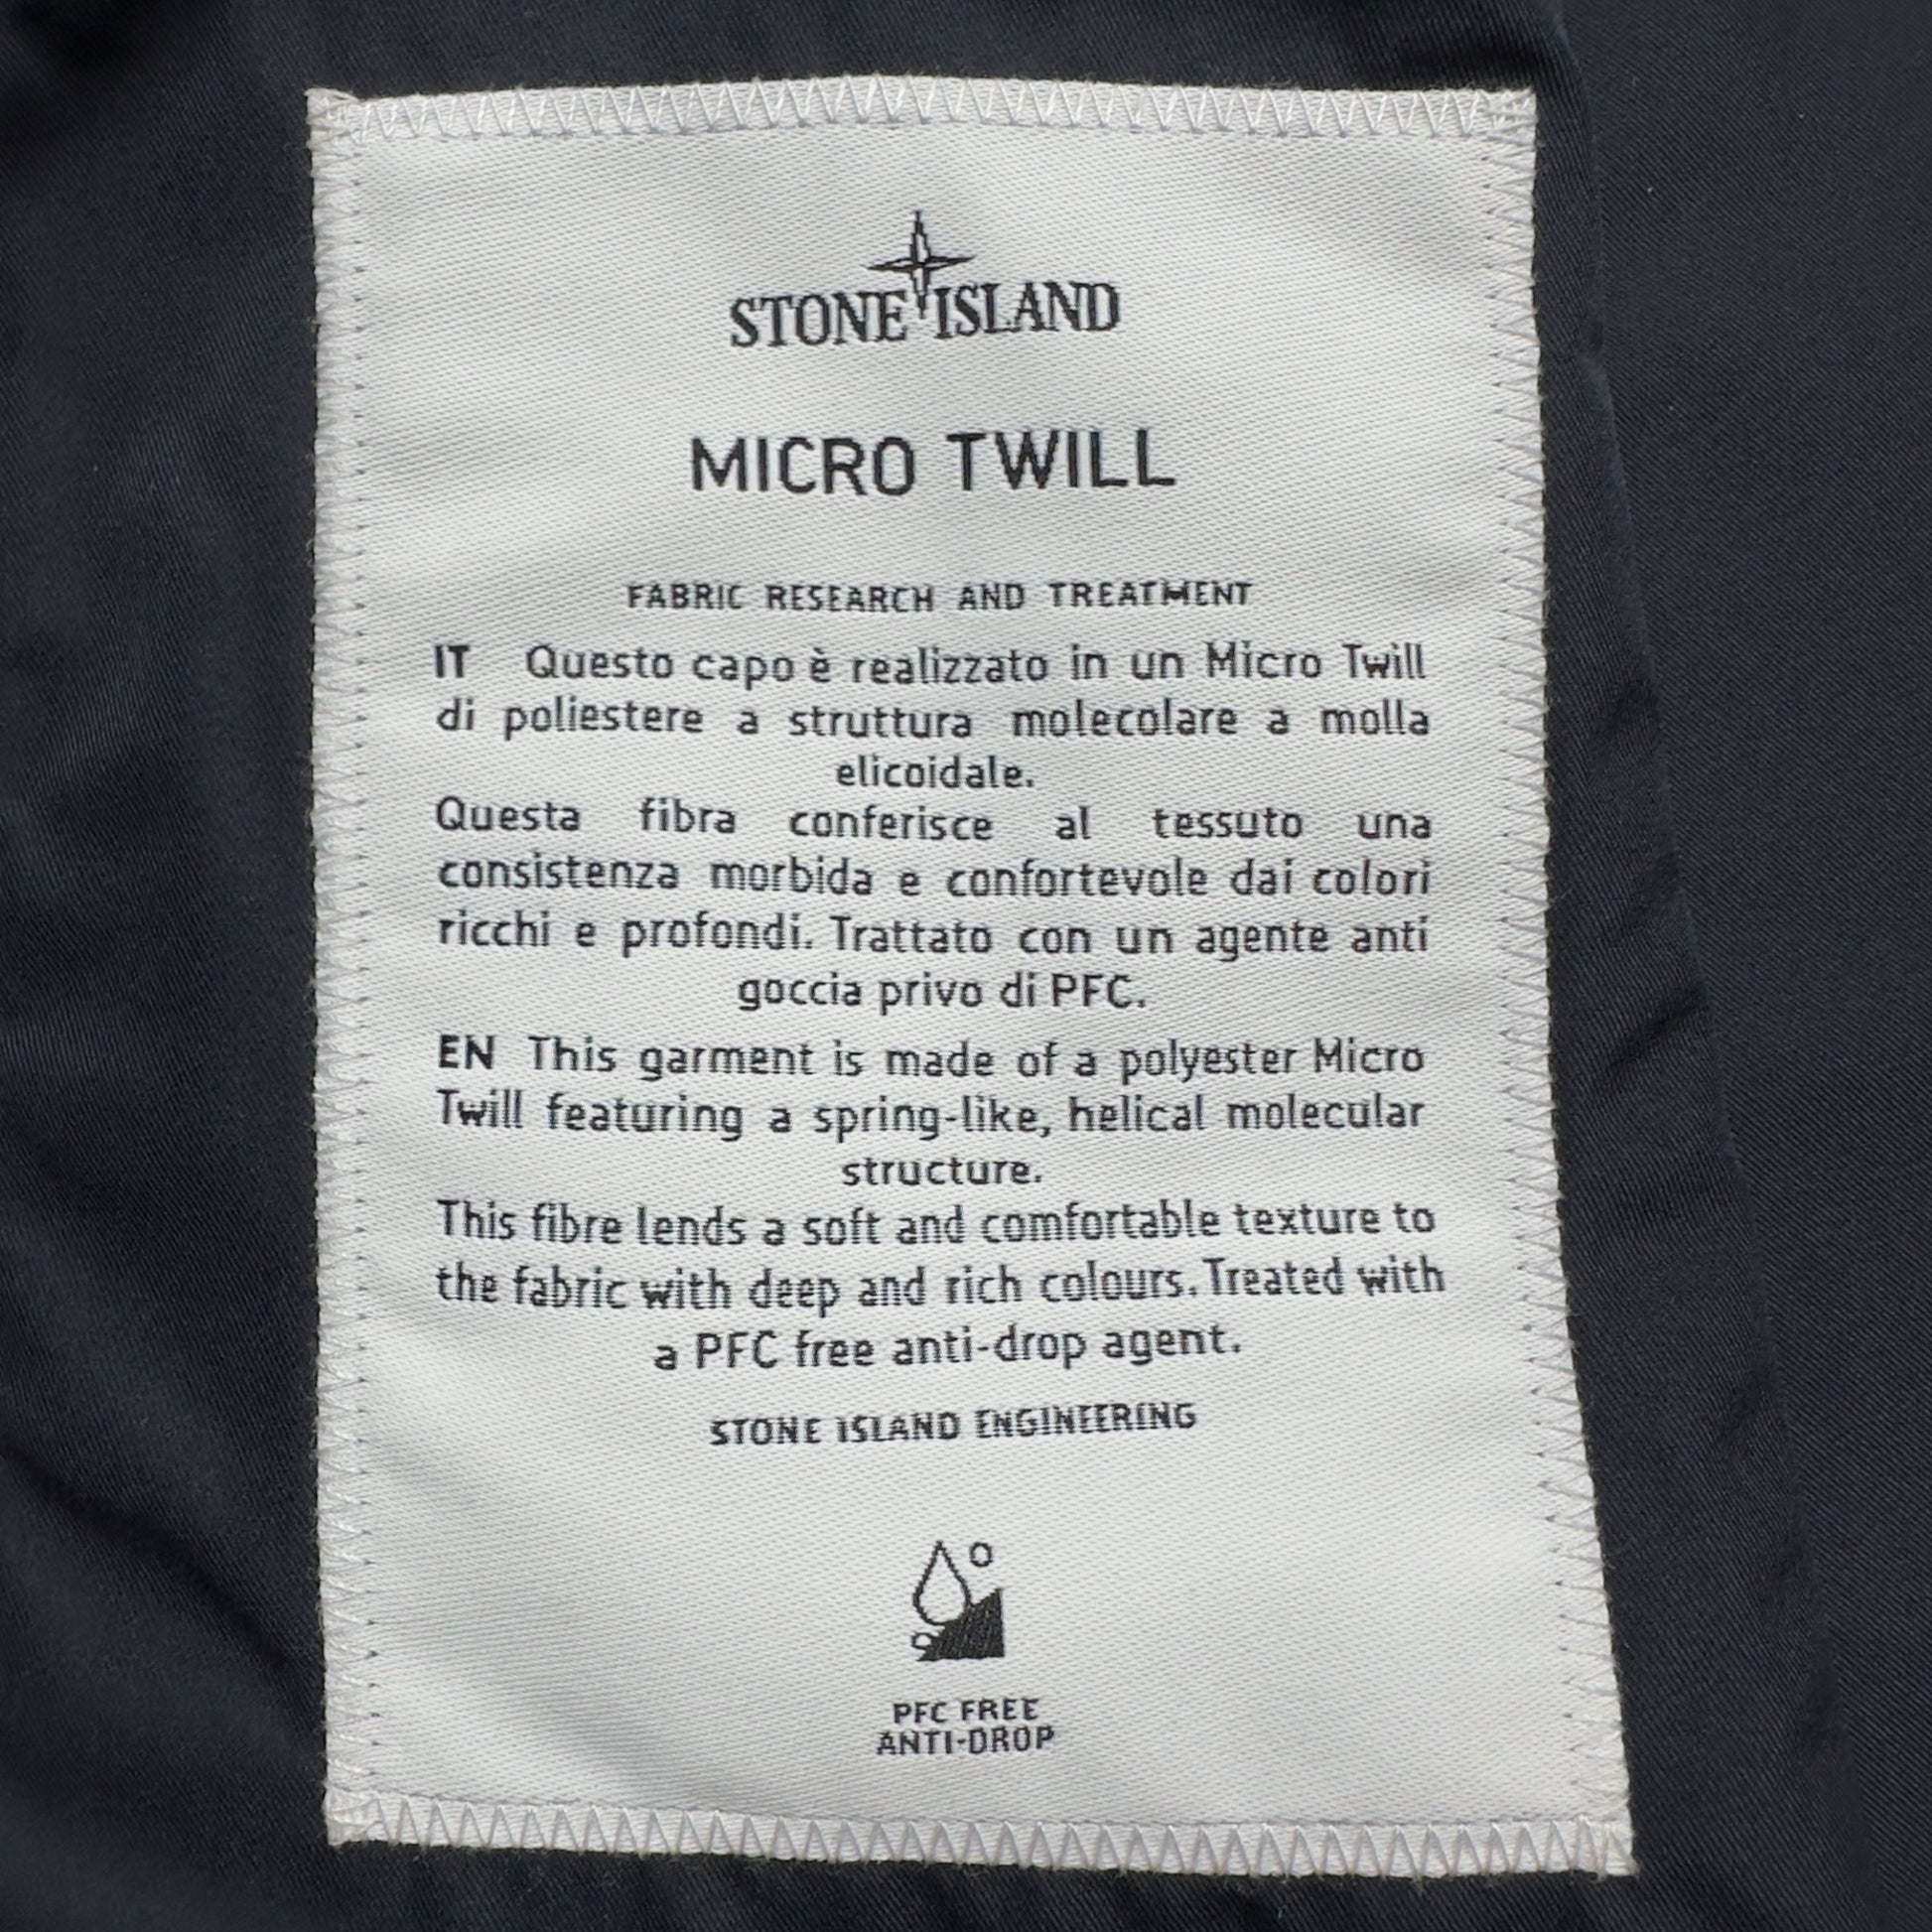 STONE ISLAND
MICRO TWILL
FABRIC RESEARCH AND TREATMENT
IT Questo capo è realizzato in un Micro Twill
di poliestere a struttura molecolare a molla
elicoidale.
Questa fibra conferisce al tessuto una
consistenza morbida e confortevole dai colori
ricchi e profondi. Trattato con un agente anti
goccia privo di PFC.
EN This garment is made of a polyester Micro
Twill featuring a spring-like, helical molecular
structure.
This fibre lends a soft and comfortable texture to
the fabric with deep and rich colours. Treated with
a PFC free anti-drop agent.
STONE ISLAND ENGINEERING
PFC FREE
ANTI-DROP